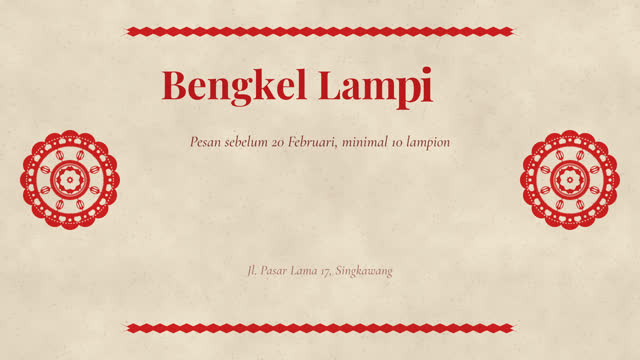 Bengkel Lampi
Pesan sebelum 20 Februari, minimal 10 lampion
Jl. Pasar Lama 17, Singkawang